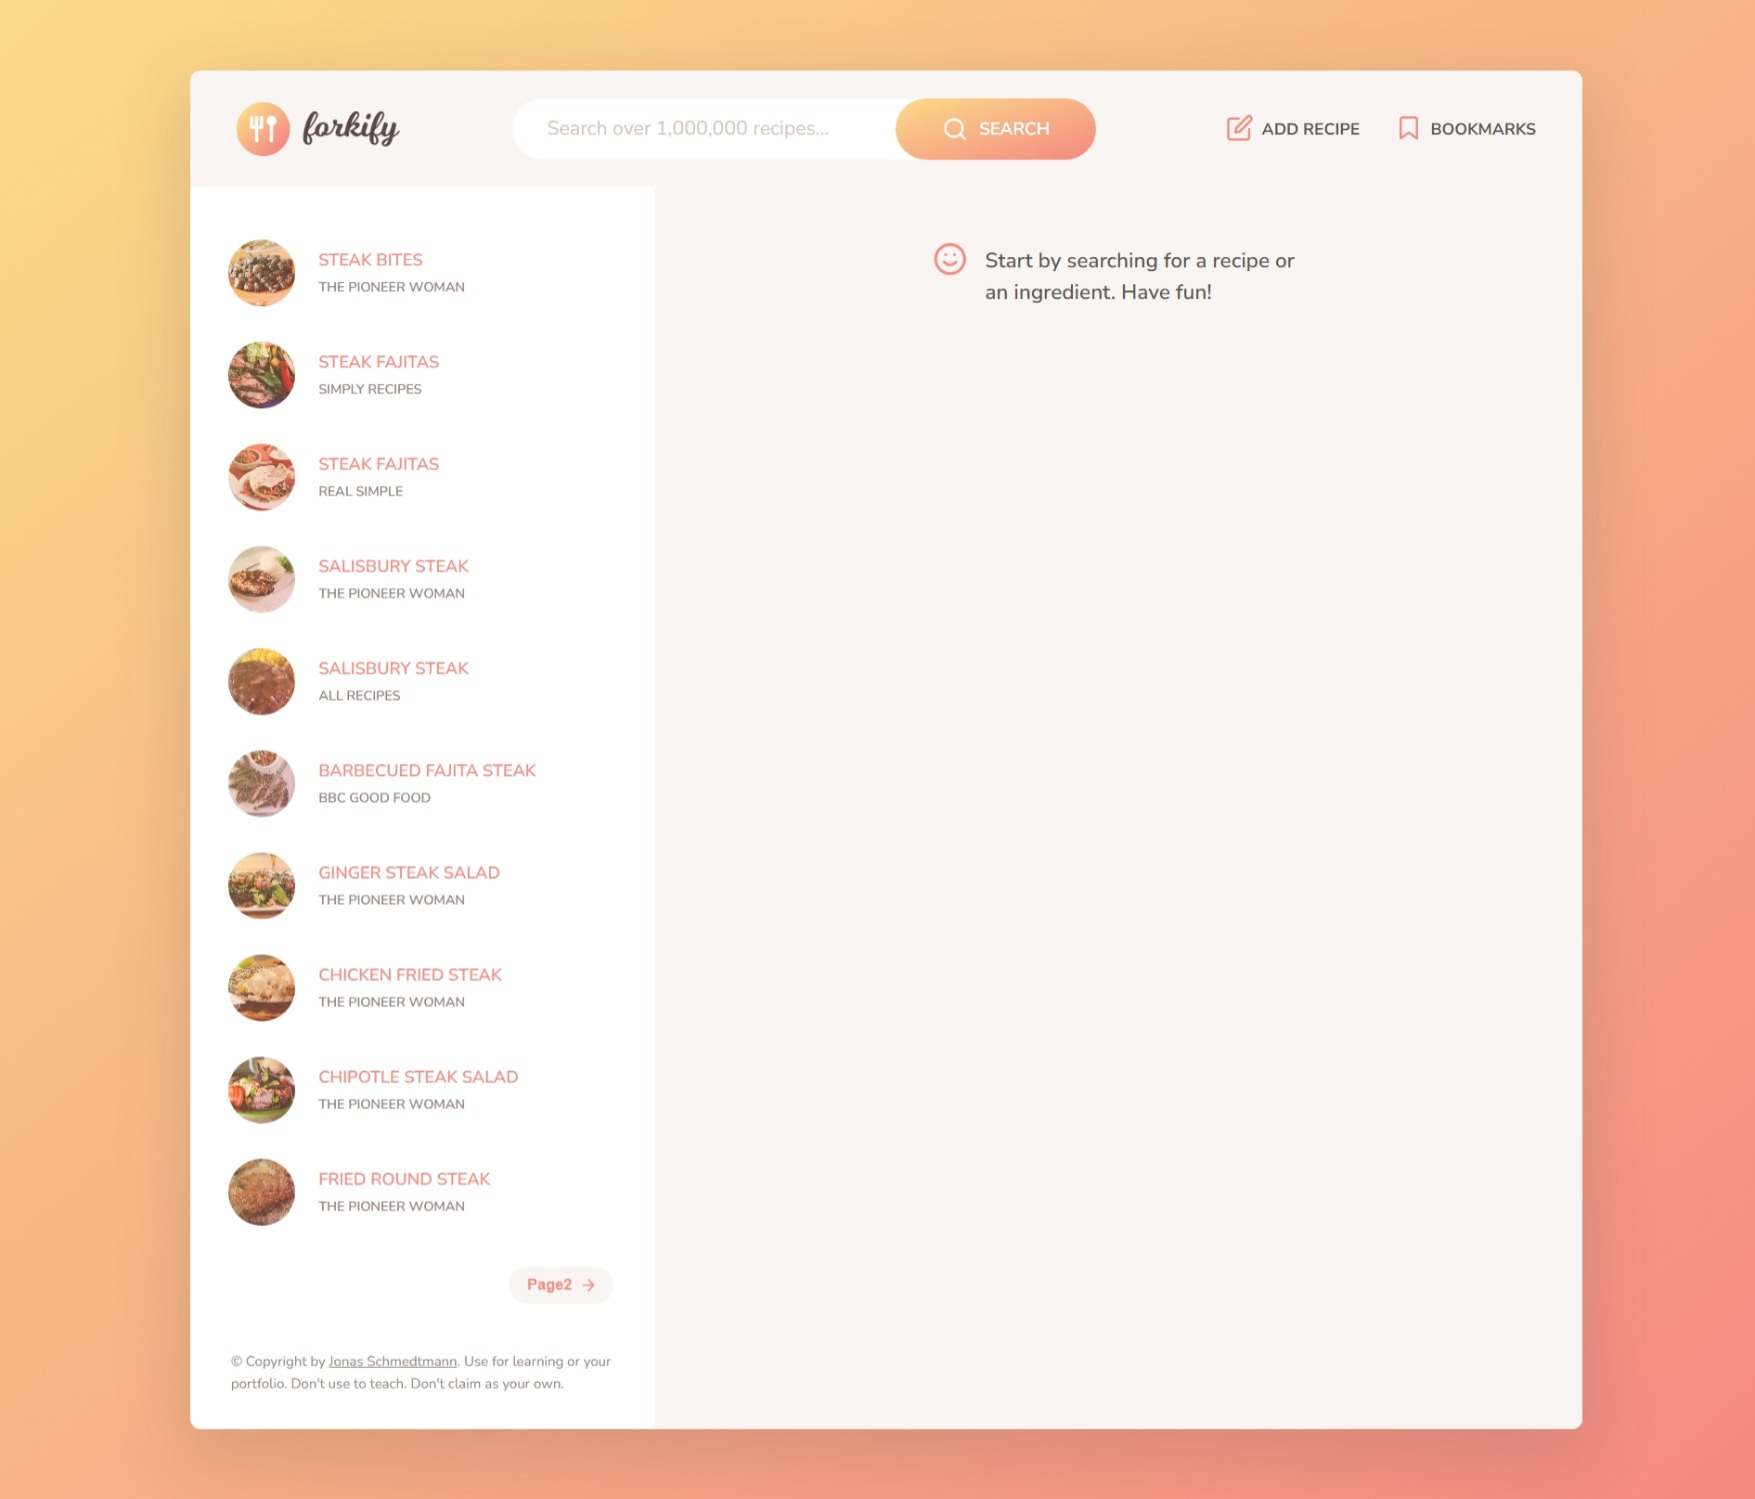 forkify
Search over 1,000,000 recipes...
SEARCH
ADD RECIPE
BOOKMARKS
STEAK BITES
THE PIONEER WOMAN
STEAK FAJITAS
SIMPLY RECIPES
STEAK FAJITAS
REAL SIMPLE
SALISBURY STEAK
THE PIONEER WOMAN
SALISBURY STEAK
ALL RECIPES
BARBECUED FAJITA STEAK
BBC GOOD FOOD
GINGER STEAK SALAD
THE PIONEER WOMAN
CHICKEN FRIED STEAK
THE PIONEER WOMAN
CHIPOTLE STEAK SALAD
THE PIONEER WOMAN
FRIED ROUND STEAK
THE PIONEER WOMAN
Page2
© Copyright by Jonas Schmedtmann. Use for learning or your
portfolio. Don't use to teach. Don't claim as your own.
Start by searching for a recipe or
an ingredient. Have fun!